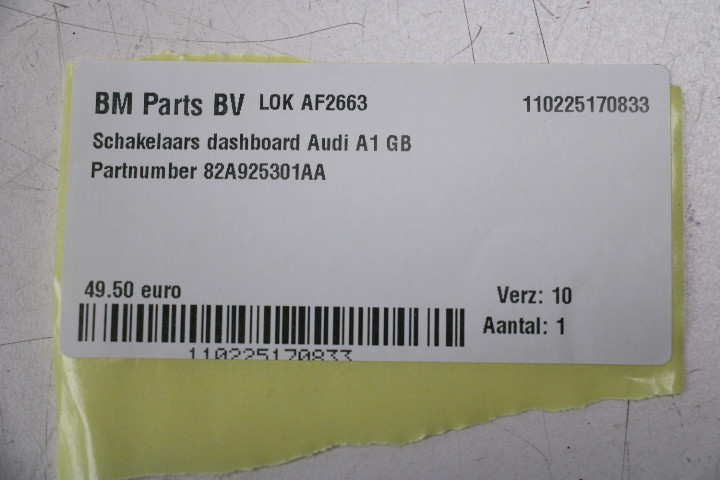 BM Parts BV LOK AF2663 110225170833
Schakelaars dashboard Audi A1 GB
Partnumber 82A925301AA
49.50 euro
Verz: 10
Aantal: 1
110225170833